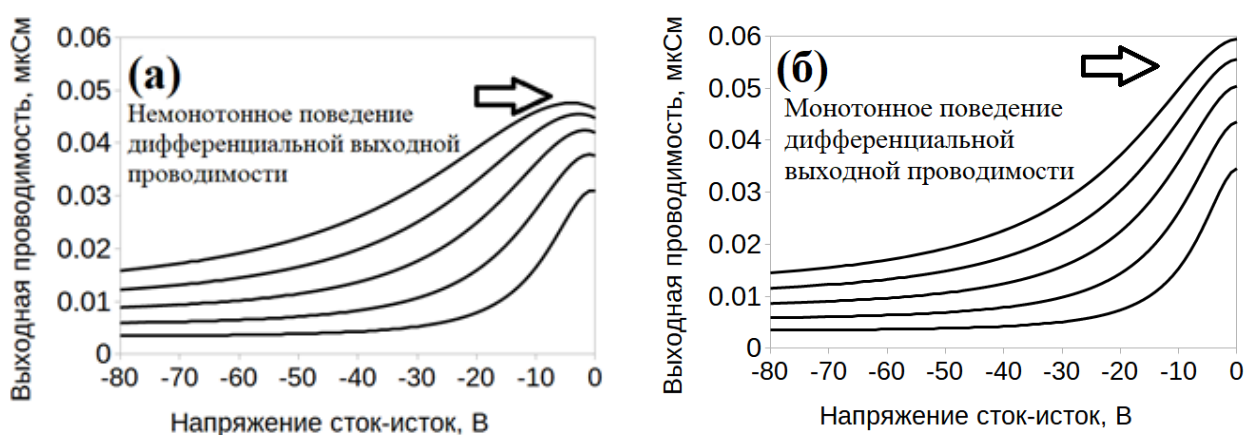 Выходная проводимость, мкСм
0.06
0.05
0.04
0.03
0.02
0.01
0
(а)
Немонотонное поведение
дифференциальной выходной
проводимости
-80 -70 -60 -50 -40 -30 -20 -10 0
Напряжение сток-исток, В
Выходная проводимость, мкСм
0.06
0.05
0.04
0.03
0.02
0.01
0
(б)
Монотонное поведение
дифференциальной
выходной проводимости
-80 -70 -60 -50 -40 -30 -20 -10 0
Напряжение сток-исток, В